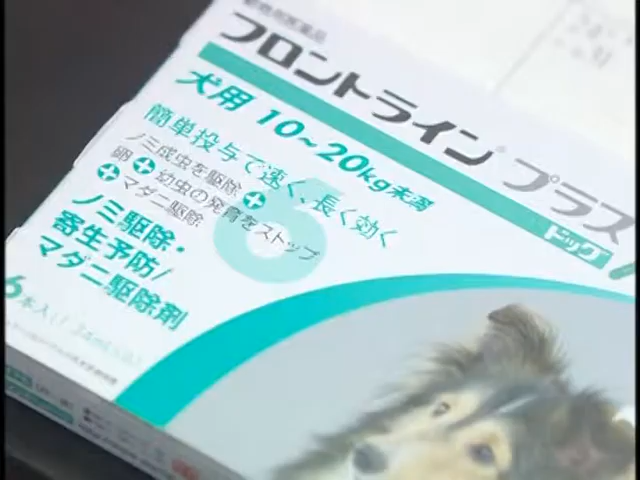 動物用医薬品
フロントライン® プラス
ドッグ
犬用 10~20kg未満
簡単投与で速く、長く効く
ノミ成虫を駆除 +
卵 + 幼虫の発育をストップ
+ マダニ駆除
6
ノミ駆除・
寄生予防/
マダニ駆除剤
6本入